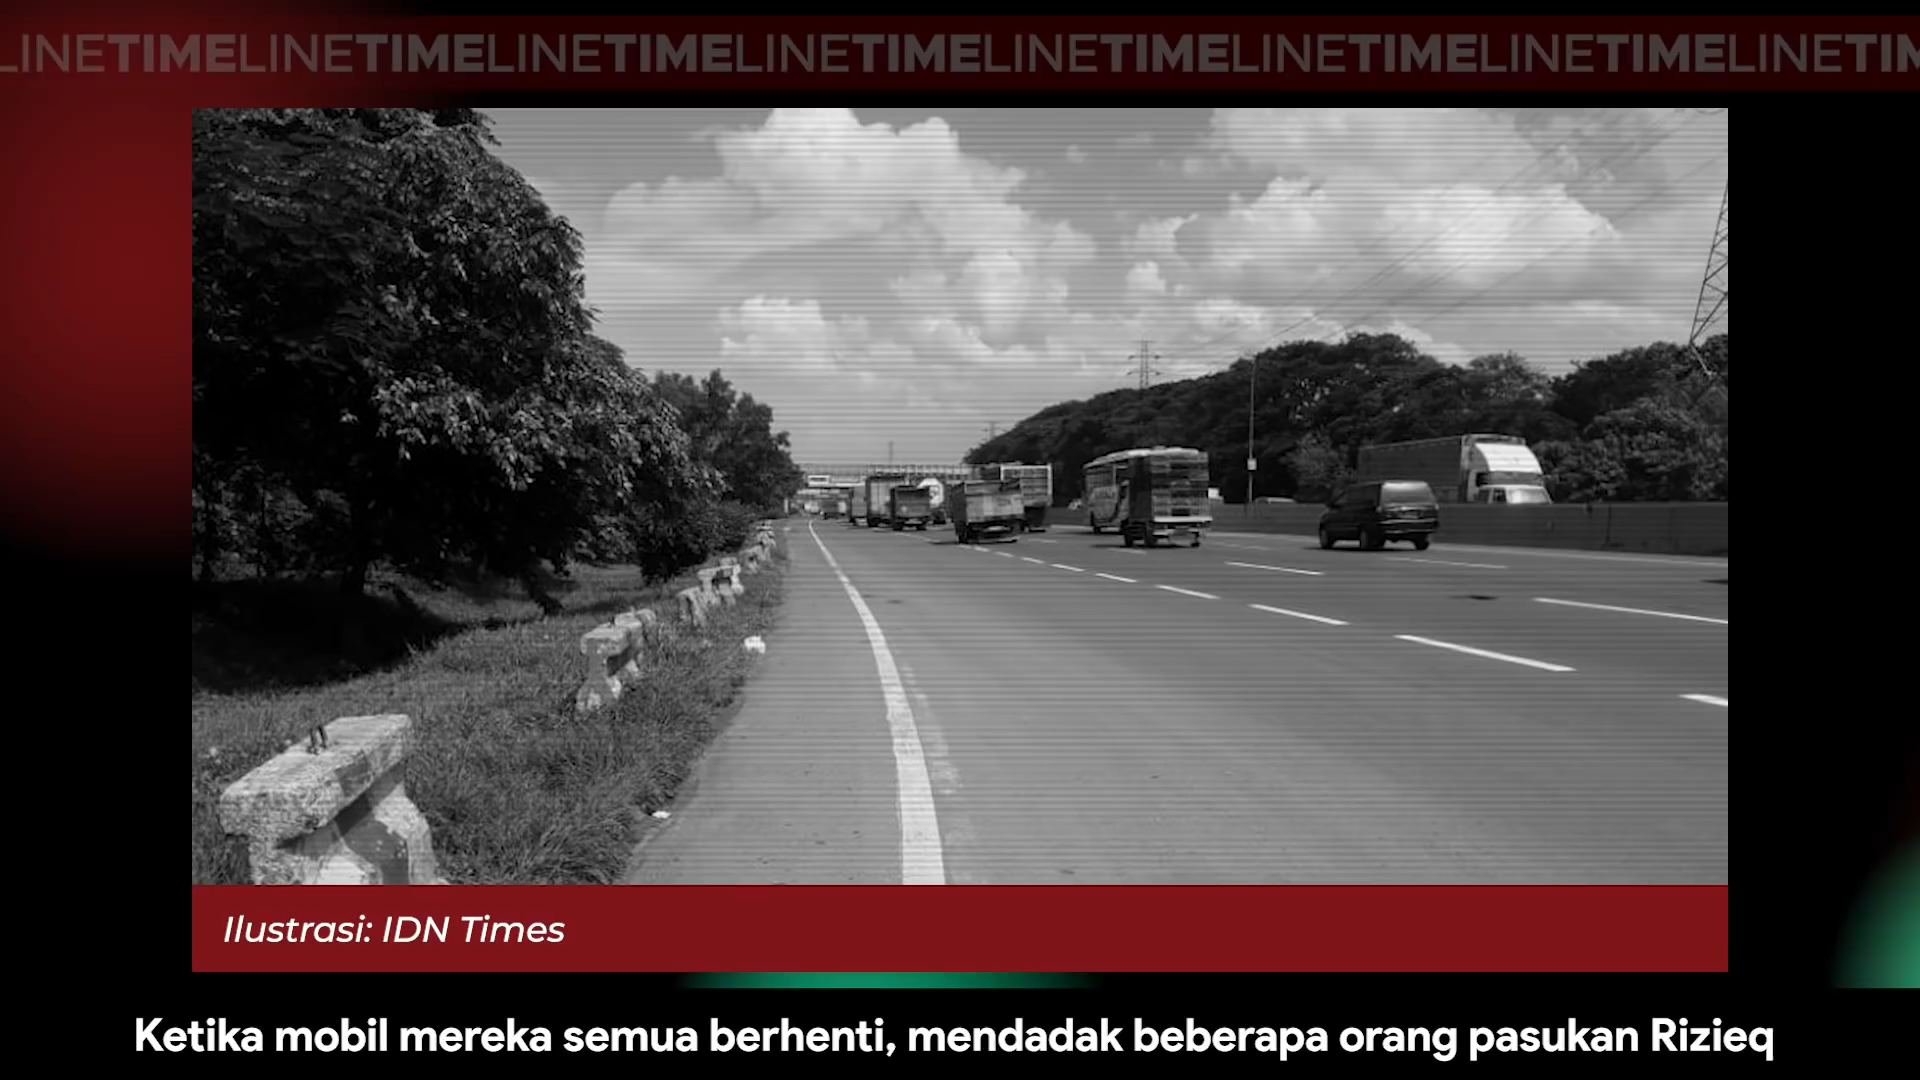 LINETIMELINETIMELINETIMELINETIMELINETIMELINETIMELINETIMELINETIM
Ilustrasi: IDN Times
Ketika mobil mereka semua berhenti, mendadak beberapa orang pasukan Rizieq